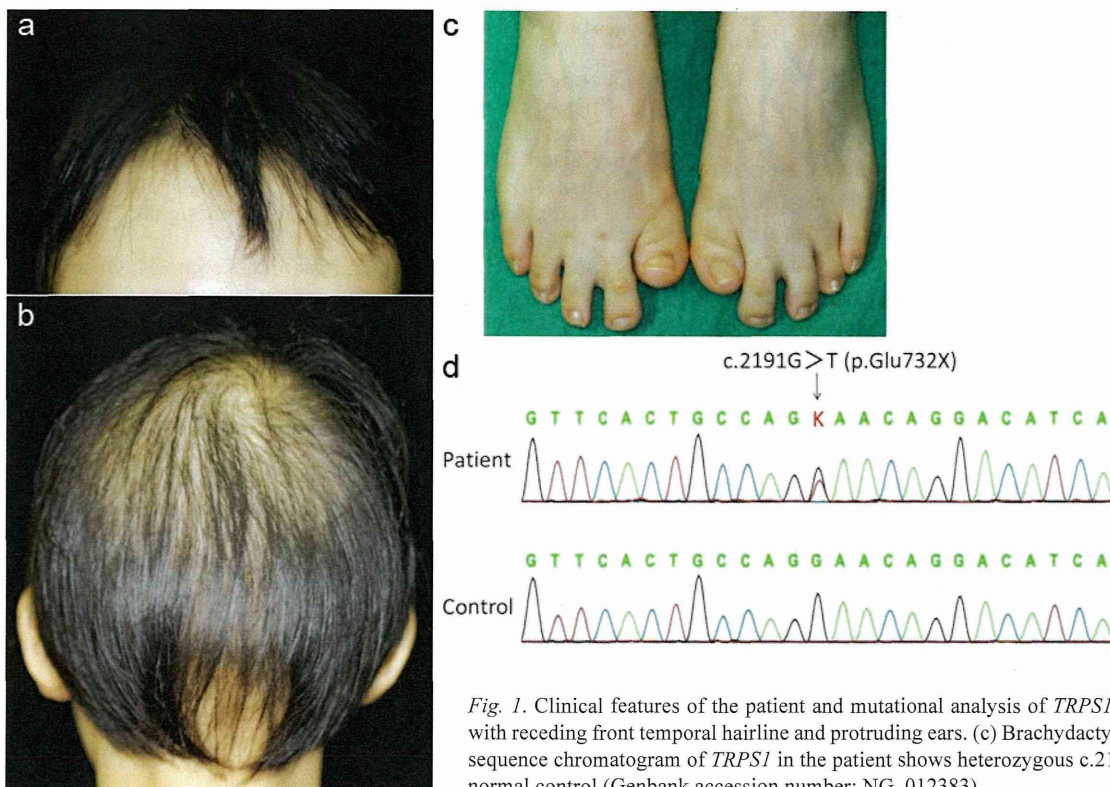 a
b
c
d
c.2191G>T (p.Glu732X)
↓
G T T C A C T G C C A G K A A C A G G A C A T C A
Patient
G T T C A C T G C C A G G A A C A G G A C A T C A
Control
Fig. 1. Clinical features of the patient and mutational analysis of TRPS1
with receding front temporal hairline and protruding ears. (c) Brachydacty
sequence chromatogram of TRPS1 in the patient shows heterozygous c.21
normal control (Genbank accession number: NG_012383)